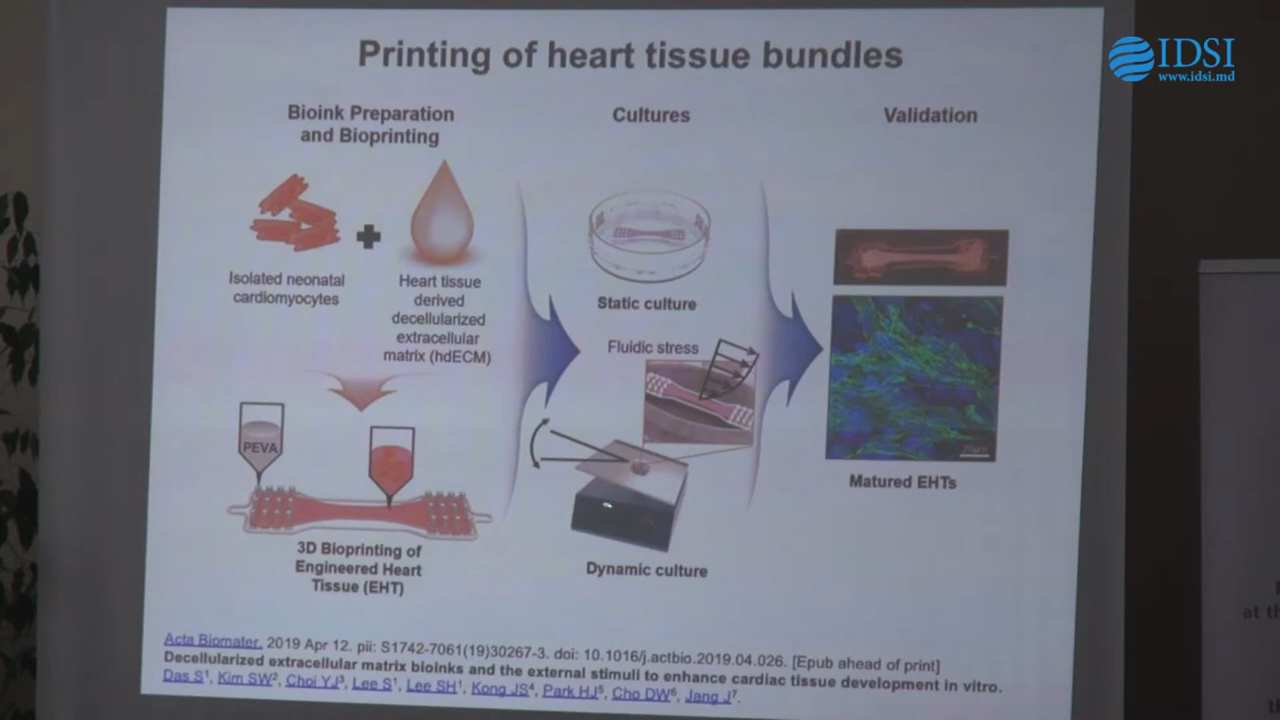 Printing of heart tissue bundles
IDSI
www.idsi.md
Bioink Preparation
and Bioprinting
Cultures
Validation
Isolated neonatal
cardiomyocytes
Heart tissue
derived
decellularized
extracellular
matrix (hdECM)
Static culture
Fluidic stress
PEVA
Matured EHTs
3D Bioprinting of
Engineered Heart
Tissue (EHT)
Dynamic culture
Acta Biomater. 2019 Apr 12. pii: S1742-7061(19)30267-3. doi: 10.1016/j.actbio.2019.04.026. [Epub ahead of print]
Decellularized extracellular matrix bioinks and the external stimuli to enhance cardiac tissue development in vitro.
Das S¹, Kim SW², Choi YJ³, Lee S¹, Lee SH¹, Kong JS⁴, Park HJ⁵, Cho DW⁶, Jang J⁷.
at